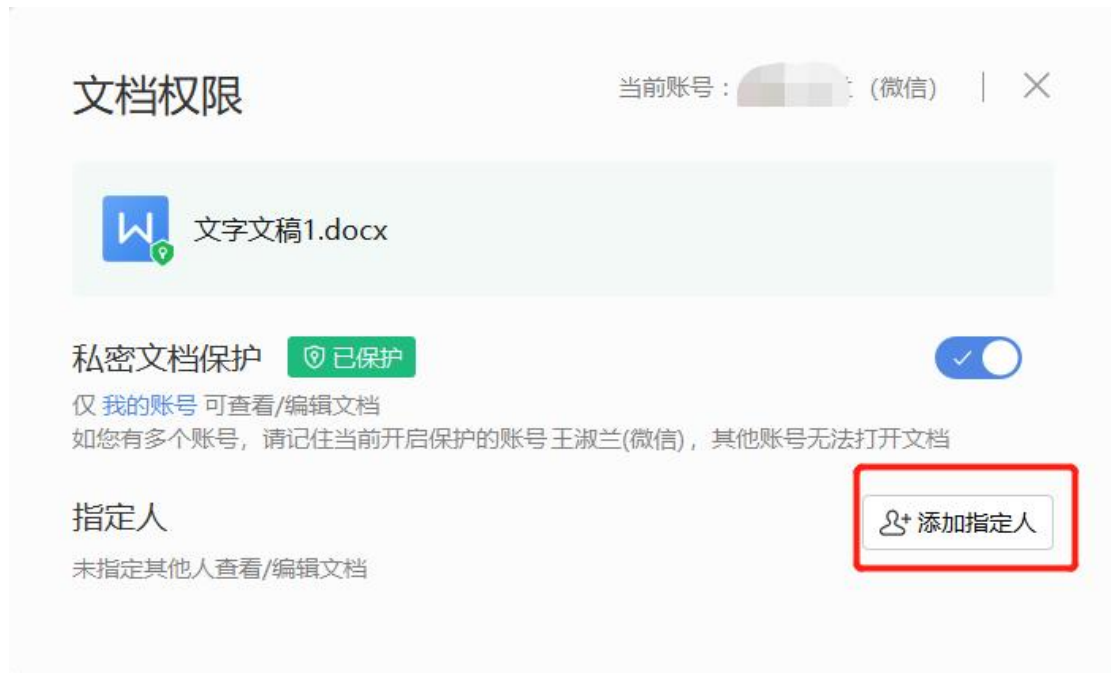 文档权限
当前账号： (微信)
文字文稿1.docx
私密文档保护 已保护
仅 我的账号 可查看/编辑文档
如您有多个账号，请记住当前开启保护的账号王淑兰(微信)，其他账号无法打开文档
指定人
添加指定人
未指定其他人查看/编辑文档